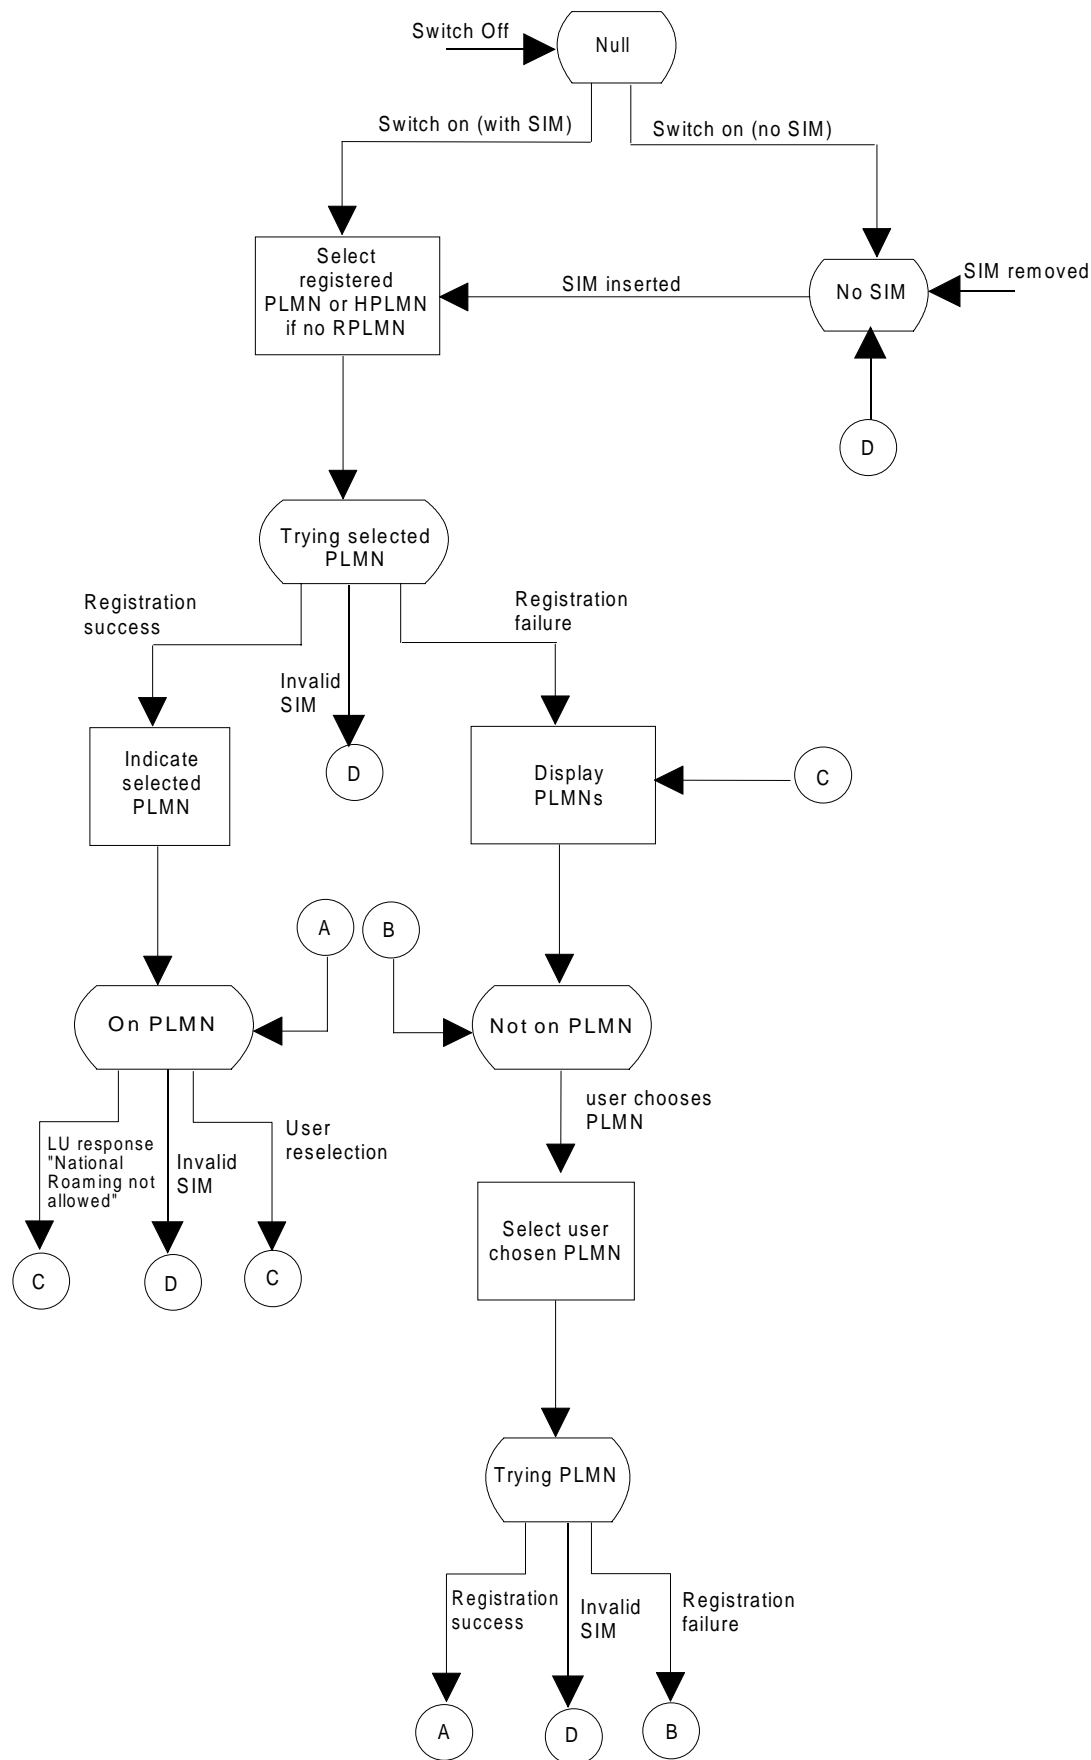 Switch Off
Null
Switch on (with SIM)
Switch on (no SIM)
Select
registered
PLMN or HPLMN
if no RPLMN
SIM inserted
No SIM
SIM removed
D
Trying selected
PLMN
Registration
success
Invalid
SIM
Registration
failure
Indicate
selected
PLMN
D
Display
PLMNs
C
A
B
On PLMN
Not on PLMN
LU response
"National
Roaming not
allowed"
Invalid
SIM
User
reselection
user chooses
PLMN
C
D
C
Select user
chosen PLMN
Trying PLMN
Registration
success
Invalid
SIM
Registration
failure
A
D
B